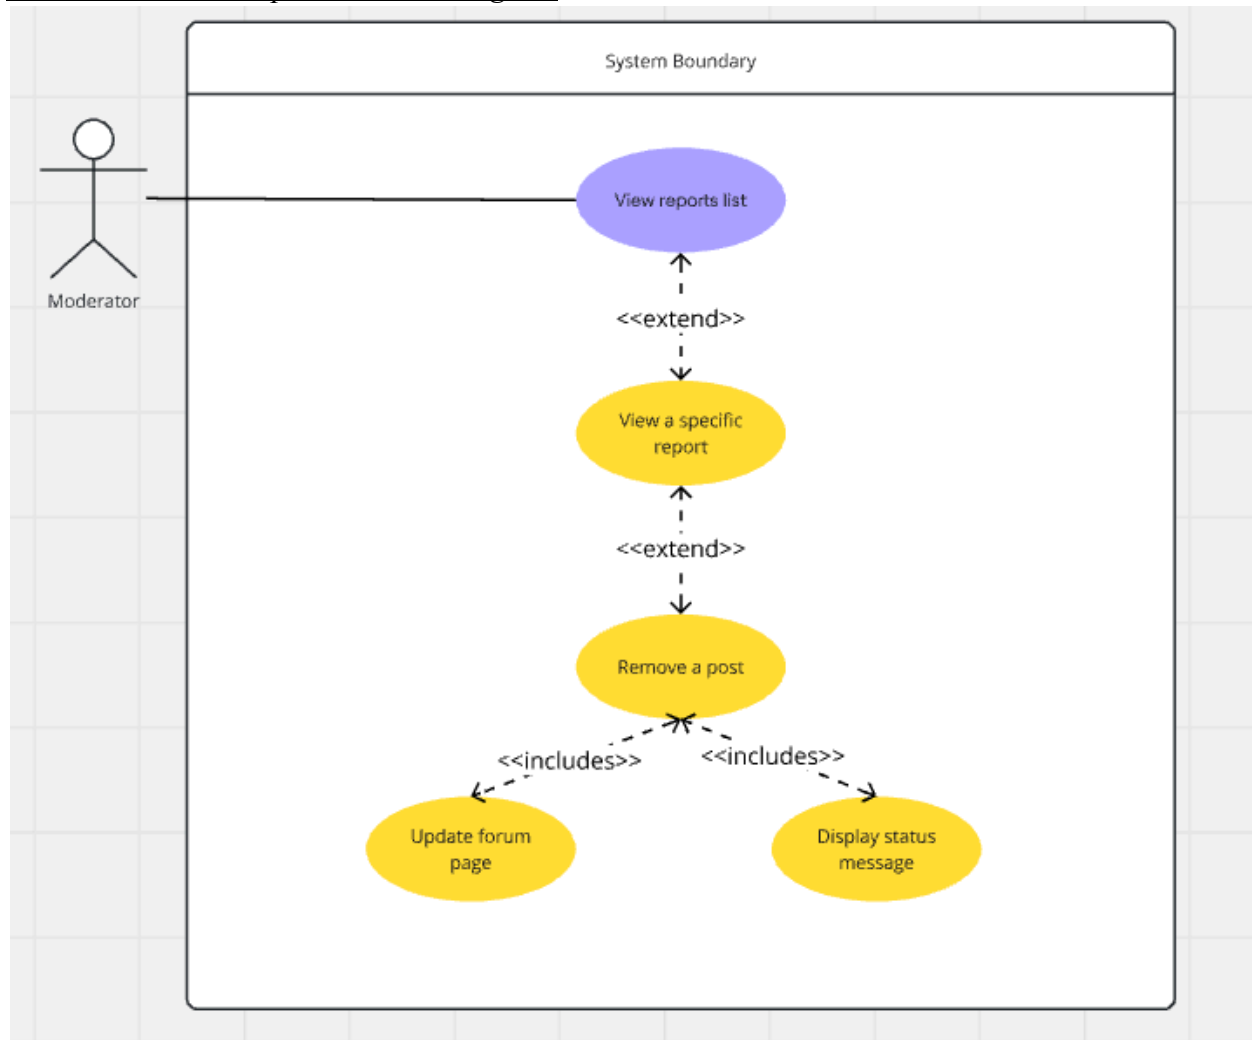 System Boundary
View reports list
Moderator
<<extend>>
View a specific
report
<<extend>>
Remove a post
<<includes>>
<<includes>>
Update forum
page
Display status
message